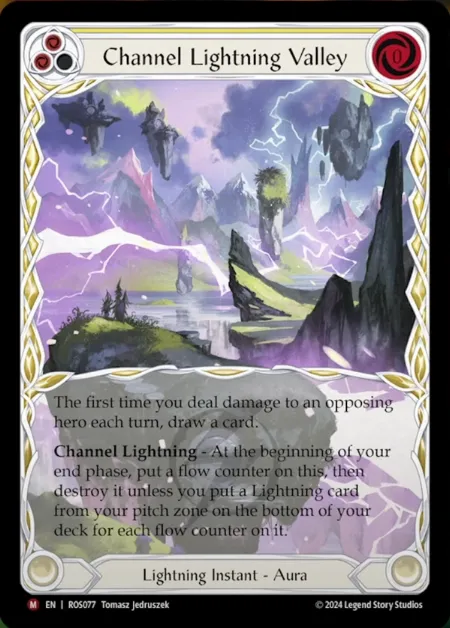 Channel Lightning Valley
0
The first time you deal damage to an opposing
hero each turn, draw a card.
Channel Lightning - At the beginning of your
end phase, put a flow counter on this, then
destroy it unless you put a Lightning card
from your pitch zone on the bottom of your
deck for each flow counter on it.
Lightning Instant - Aura
M EN | ROS077 Tomasz Jedruszek © 2024 Legend Story Studios